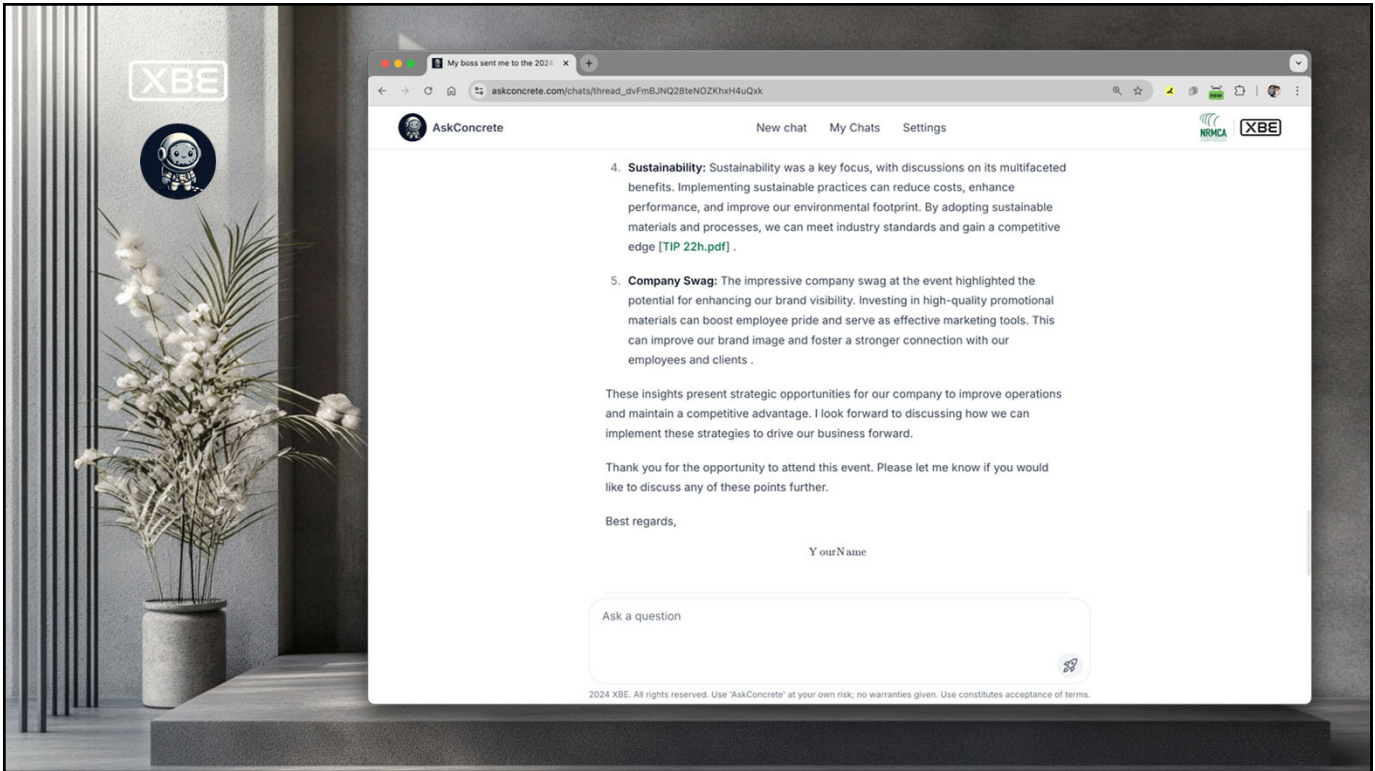 XBE
My boss sent me to the 2024
askconcrete.com/chats/thread_dvFmBJNQ28teNOZKhxH4uQxk
new
AskConcrete
New chat
My Chats
Settings
NRMCA
XBE
4. Sustainability: Sustainability was a key focus, with discussions on its multifaceted
benefits. Implementing sustainable practices can reduce costs, enhance
performance, and improve our environmental footprint. By adopting sustainable
materials and processes, we can meet industry standards and gain a competitive
edge [TIP 22h.pdf] .
5. Company Swag: The impressive company swag at the event highlighted the
potential for enhancing our brand visibility. Investing in high-quality promotional
materials can boost employee pride and serve as effective marketing tools. This
can improve our brand image and foster a stronger connection with our
employees and clients .
These insights present strategic opportunities for our company to improve operations
and maintain a competitive advantage. I look forward to discussing how we can
implement these strategies to drive our business forward.
Thank you for the opportunity to attend this event. Please let me know if you would
like to discuss any of these points further.
Best regards,
Y ourName
Ask a question
2024 XBE. All rights reserved. Use 'AskConcrete' at your own risk; no warranties given. Use constitutes acceptance of terms.